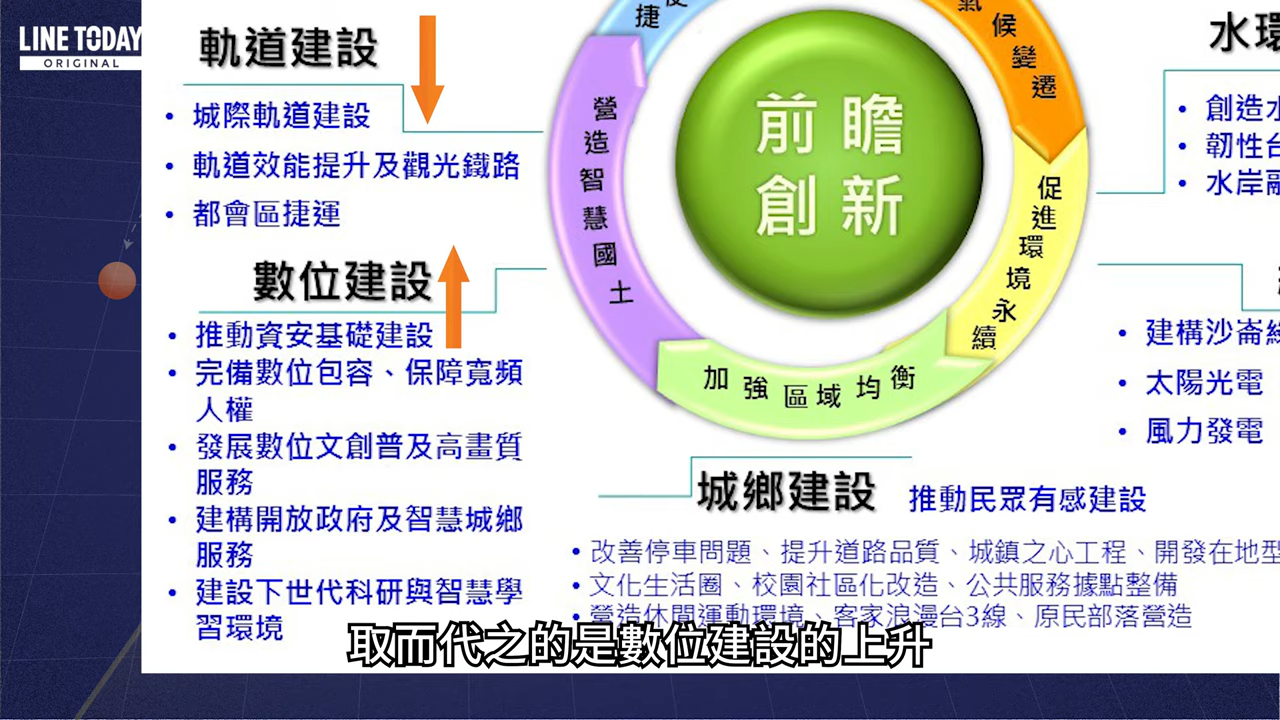 LINE TODAY
ORIGINAL
軌道建設
• 城際軌道建設
• 軌道效能提升及觀光鐵路
• 都會區捷運
數位建設
• 推動資安基礎建設
• 完備數位包容、保障寬頻
人權
• 發展數位文創普及高畫質
服務
• 建構開放政府及智慧城鄉
服務
• 建設下世代科研與智慧學
習環境
捷
氣候變遷
營造智慧國土
前瞻
創新
促進環境永續
加強區域均衡
水環
• 創造水
• 韌性台
• 水岸融
• 建構沙崙綠
• 太陽光電
• 風力發電
城鄉建設
推動民眾有感建設
• 改善停車問題、提升道路品質、城鎮之心工程、開發在地型
• 文化生活圈、校園社區化改造、公共服務據點整備
• 營造休閒運動環境、客家浪漫台3線、原民部落營造
取而代之的是數位建設的上升